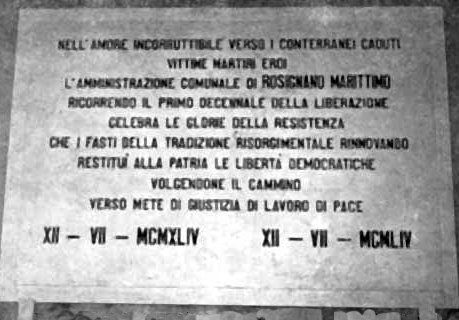 NELL'AMORE INCORRUTTIBILE VERSO I CONTERRANEI CADUTI
VITTIME MARTIRI EROI
L'AMMINISTRAZIONE COMUNALE DI ROSIGNANO MARITTIMO
RICORRENDO IL PRIMO DECENNALE DELLA LIBERAZIONE
CELEBRA LE GLORIE DELLA RESISTENZA
CHE I FASTI DELLA TRADIZIONE RISORGIMENTALE RINNOVANDO
RESTITUÌ ALLA PATRIA LE LIBERTÀ DEMOCRATICHE
VOLGENDONE IL CAMMINO
VERSO METE DI GIUSTIZIA DI LAVORO DI PACE
XII – VII – MCMXLIV XII – VII – MCMLIV